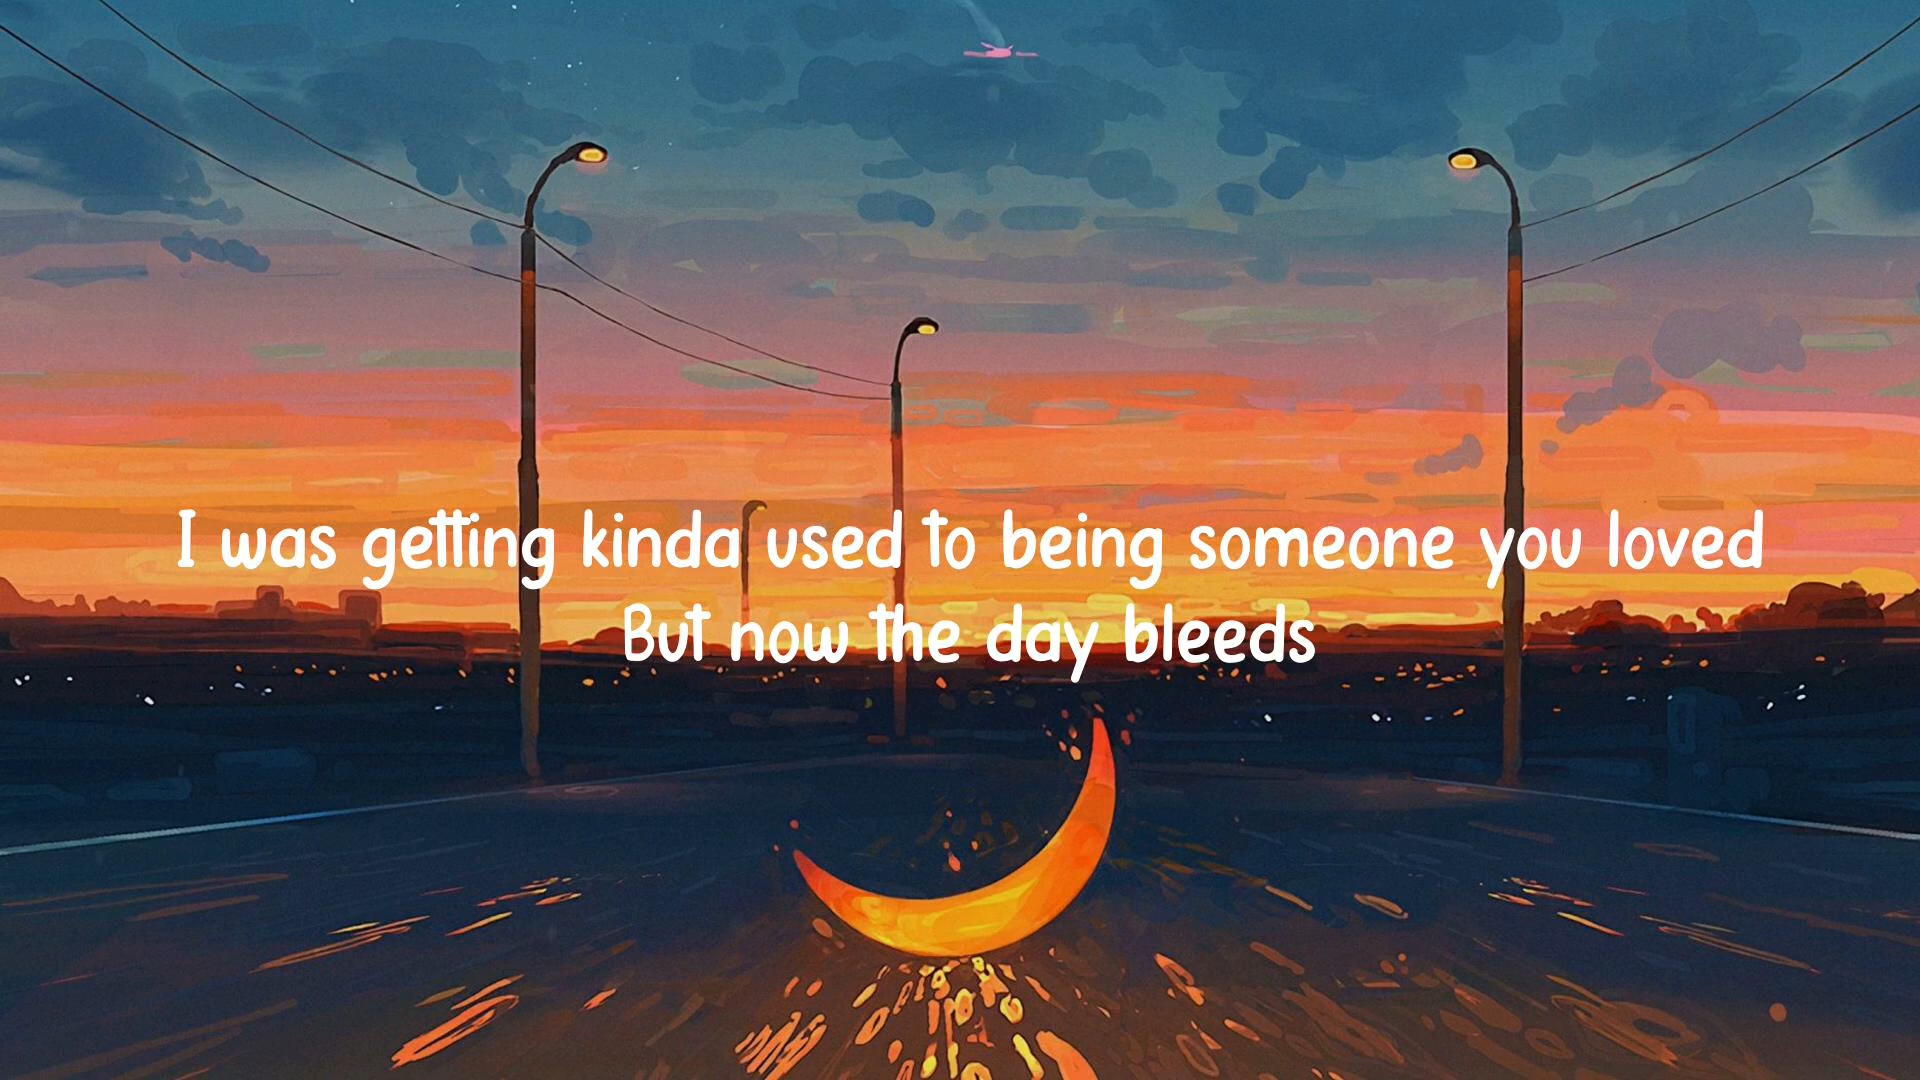 I was getting kinda used to being someone you loved
But now the day bleeds